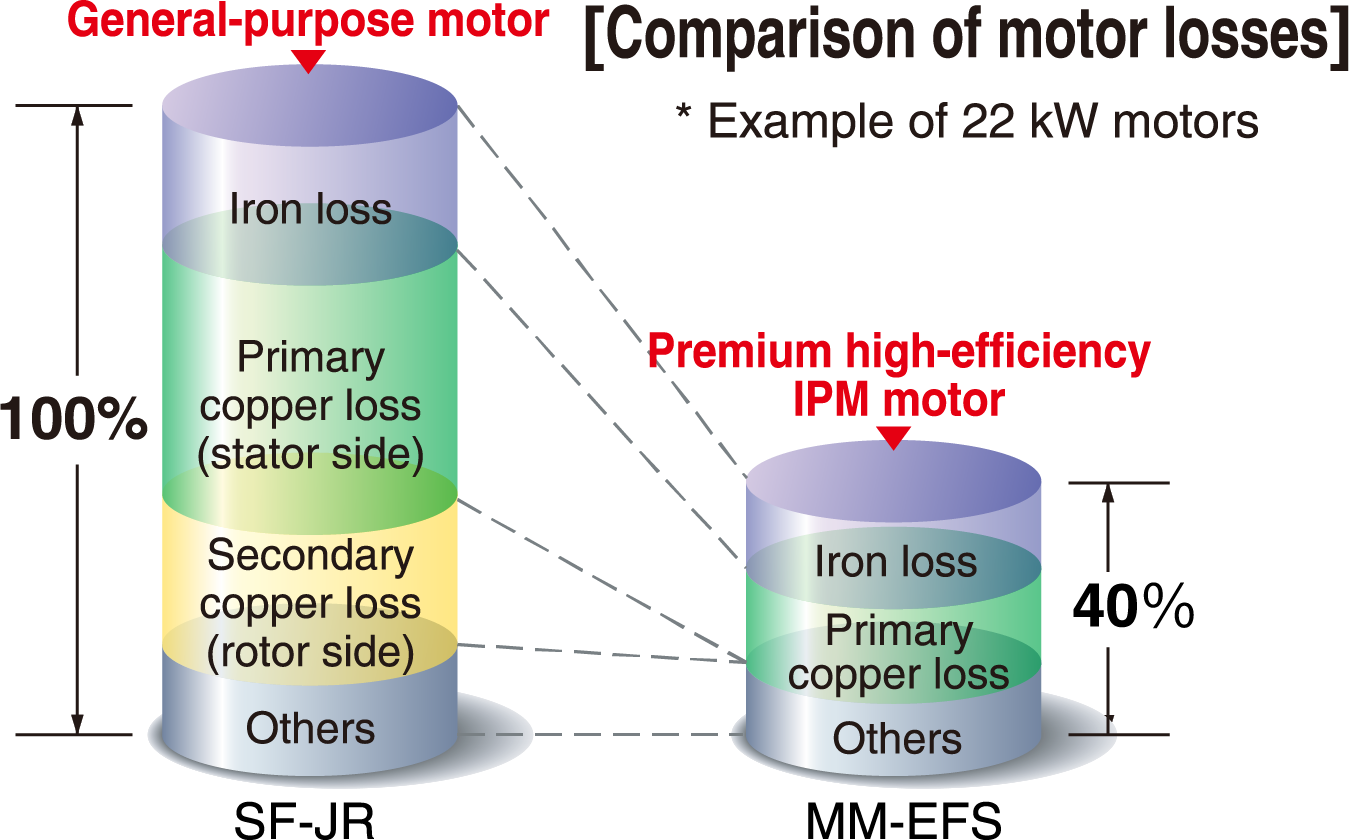 General-purpose motor
[Comparison of motor losses]
* Example of 22 kW motors
Iron loss
Primary
copper loss
(stator side)
100%
Secondary
copper loss
(rotor side)
Others
SF-JR
Premium high-efficiency
IPM motor
Iron loss
Primary
copper loss
40%
Others
MM-EFS